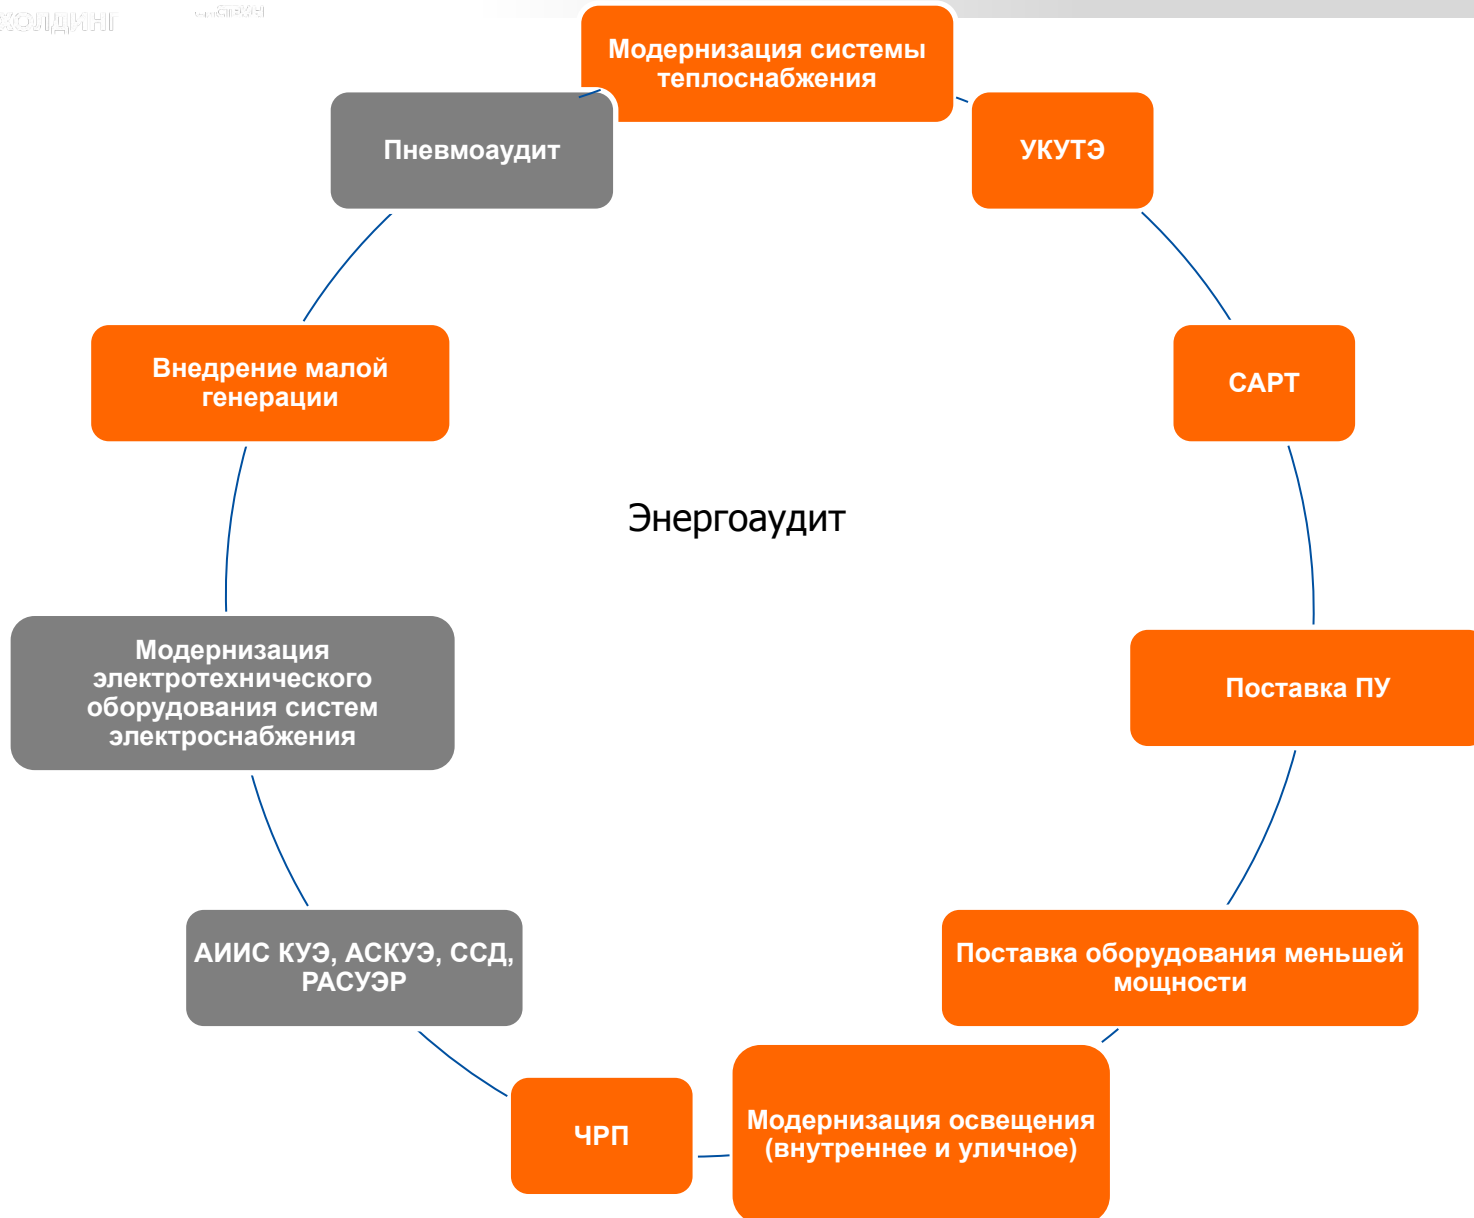 ХОЛДИНГ
Модернизация системы
теплоснабжения
Пневмоаудит
УКУТЭ
Внедрение малой
генерации
САРТ
Энергоаудит
Модернизация
электротехнического
оборудования систем
электроснабжения
Поставка ПУ
АИИС КУЭ, АСКУЭ, ССД,
РАСУЭР
Поставка оборудования меньшей
мощности
ЧРП
Модернизация освещения
(внутреннее и уличное)